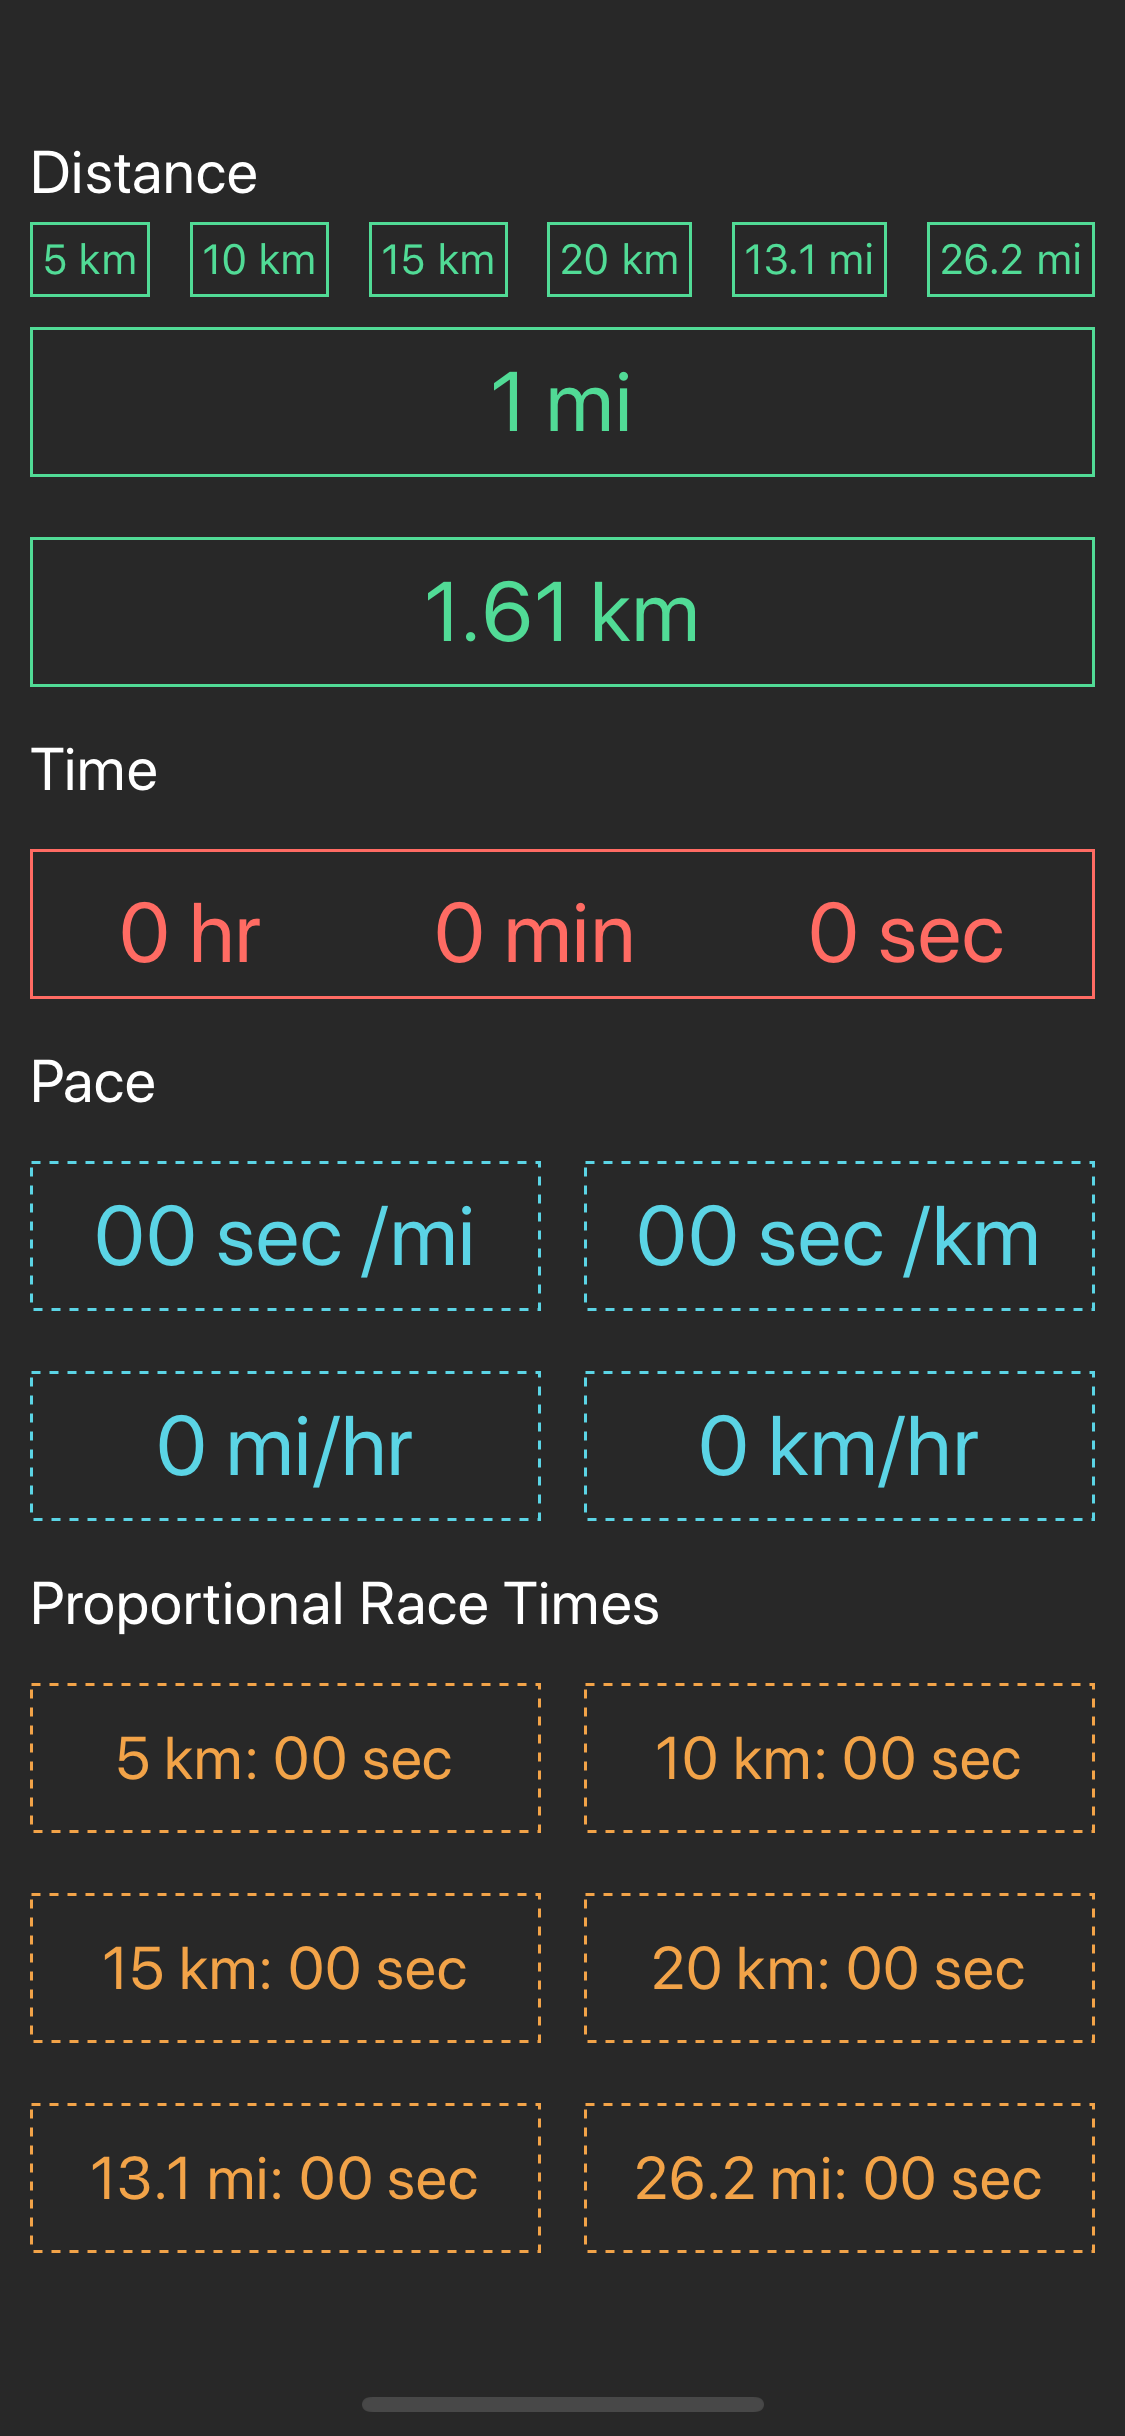 Distance
5 km 10 km 15 km 20 km 13.1 mi 26.2 mi
1 mi
1.61 km
Time
0 hr 0 min 0 sec
Pace
00 sec /mi 00 sec /km
0 mi/hr 0 km/hr
Proportional Race Times
5 km: 00 sec 10 km: 00 sec
15 km: 00 sec 20 km: 00 sec
13.1 mi: 00 sec 26.2 mi: 00 sec